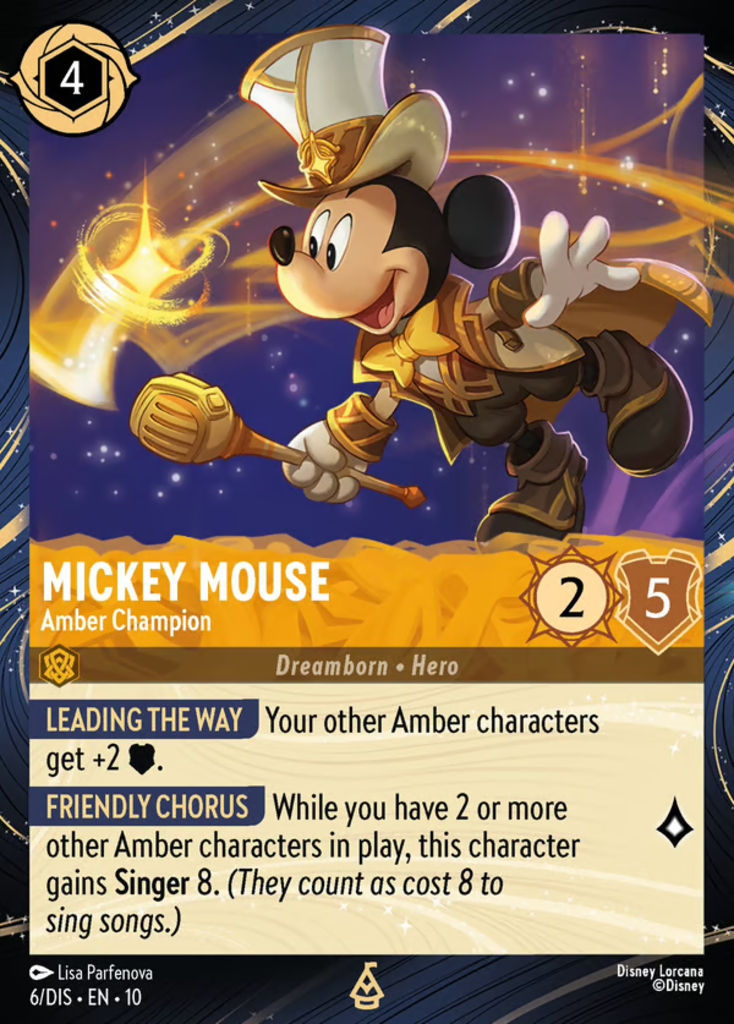 4
MICKEY MOUSE
Amber Champion
2
5
Dreamborn • Hero
LEADING THE WAY Your other Amber characters
get +2 .
FRIENDLY CHORUS While you have 2 or more
other Amber characters in play, this character
gains Singer 8. (They count as cost 8 to
sing songs.)
Lisa Parfenova
6/DIS • EN • 10
Disney Lorcana
©Disney